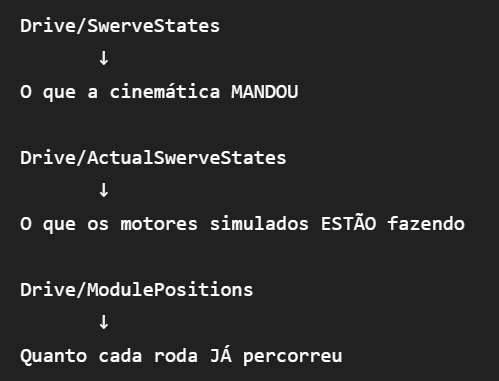 Drive/SwerveStates
↓
O que a cinemática MANDOU
Drive/ActualSwerveStates
↓
O que os motores simulados ESTÃO fazendo
Drive/ModulePositions
↓
Quanto cada roda JÁ percorreu